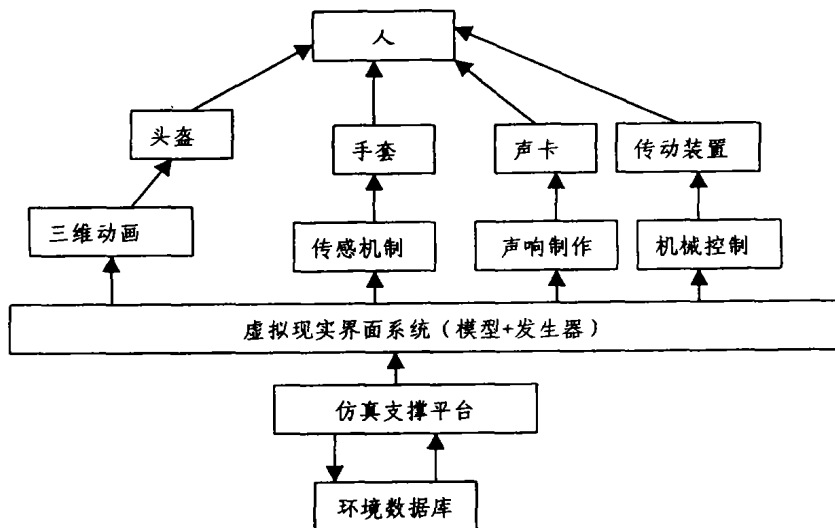 人
头盔
手套
声卡
传动装置
三维动画
传感机制
声响制作
机械控制
虚拟现实界面系统（模型+发生器）
仿真支撑平台
环境数据库